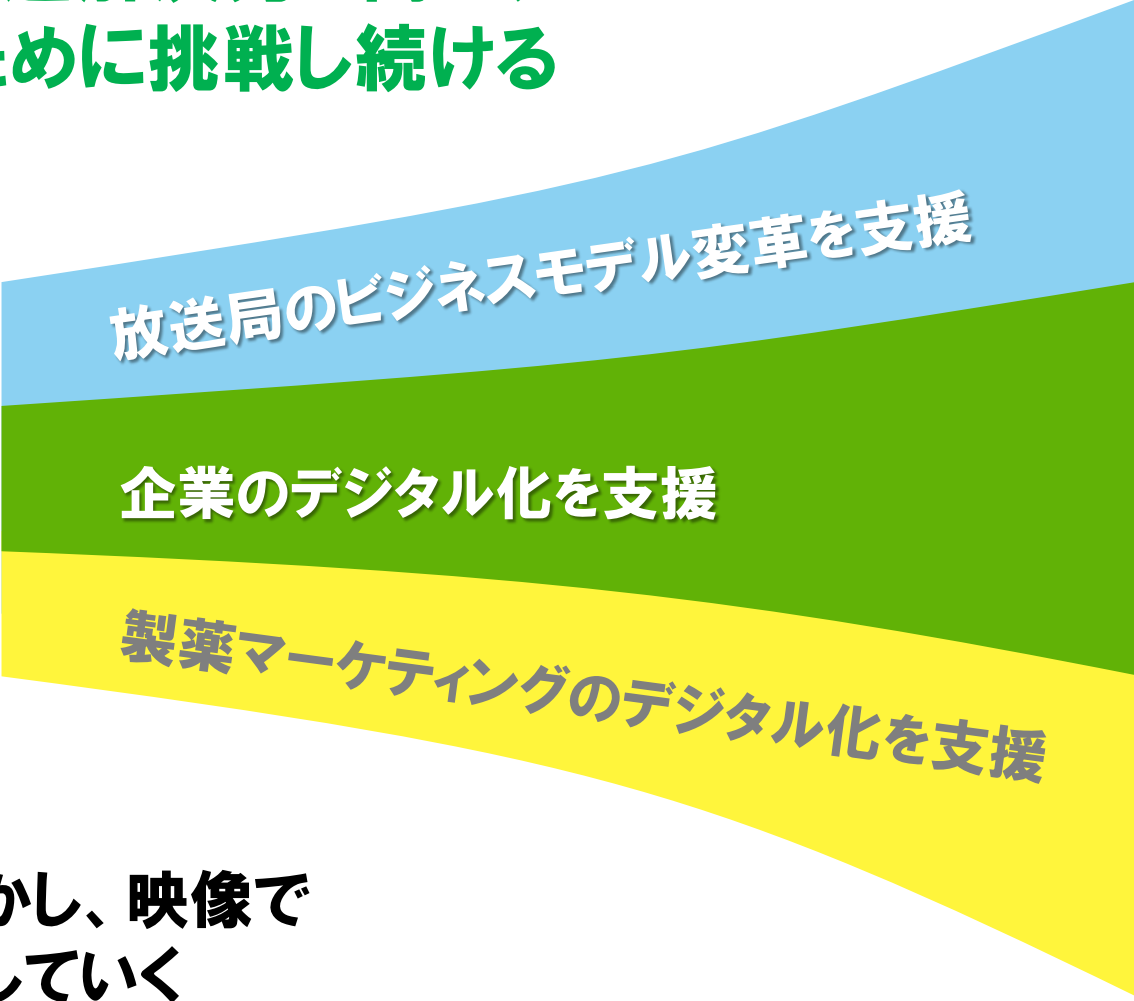 ために挑戦し続ける
放送局のビジネスモデル変革を支援
企業のデジタル化を支援
製薬マーケティングのデジタル化を支援
かし、映像で
していく